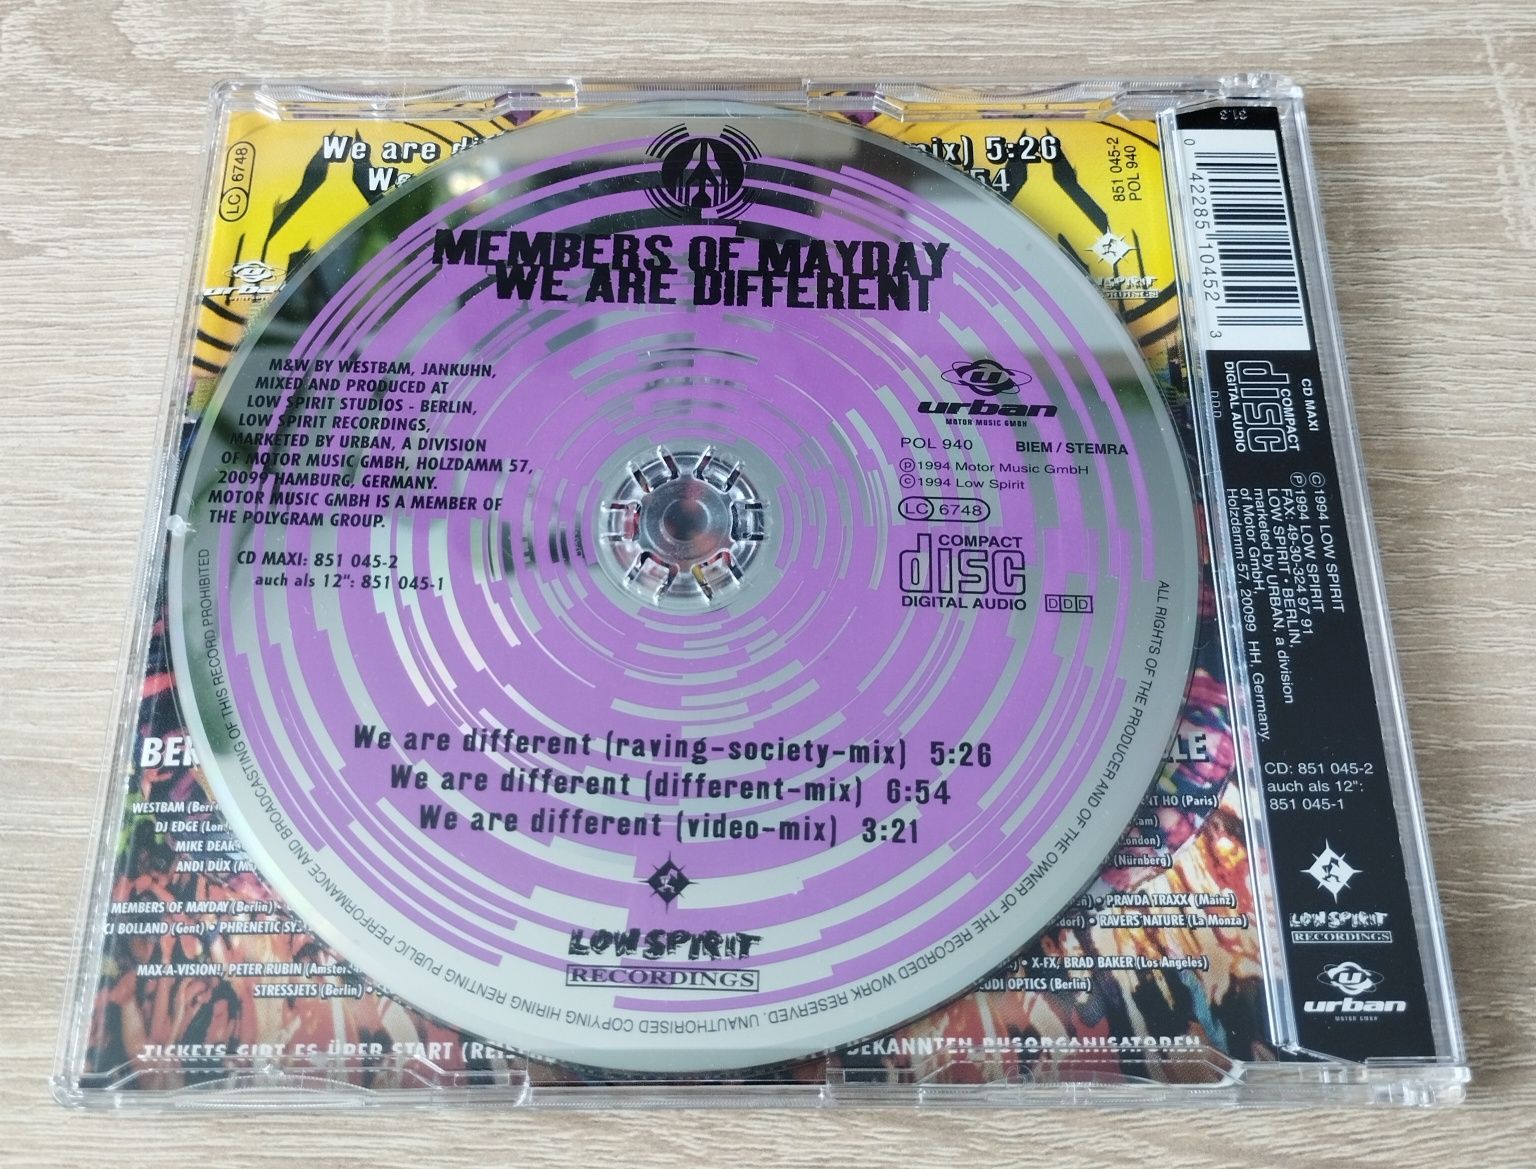 We are
mix) 5:26
We
54
LC 6748
851 045-2
POL 940
urban
SPIRIT
MEMBERS OF MAYDAY
WE ARE DIFFERENT
M&W BY WESTBAM, JANKUHN,
MIXED AND PRODUCED AT
LOW SPIRIT STUDIOS - BERLIN,
LOW SPIRIT RECORDINGS,
MARKETED BY URBAN, A DIVISION
OF MOTOR MUSIC GMBH, HOLZDAMM 57,
20099 HAMBURG, GERMANY.
MOTOR MUSIC GMBH IS A MEMBER OF
THE POLYGRAM GROUP.
CD MAXI: 851 045-2
auch als 12": 851 045-1
urban
MOTOR MUSIC GMBH
POL 940 BIEM / STEMRA
℗ 1994 Motor Music GmbH
© 1994 Low Spirit
LC 6748
COMPACT
disc
DIGITAL AUDIO
DDD
We are different (raving-society-mix) 5:26
We are different (different-mix) 6:54
We are different (video-mix) 3:21
LOW SPIRIT
RECORDINGS
ALL RIGHTS OF THE PRODUCER AND OF THE OWNER OF THE RECORDED WORK RESERVED. UNAUTHORISED COPYING HIRING RENTING PUBLIC PERFORMANCE AND BROADCASTING OF THIS RECORD PROHIBITED
WESTBAM
DJ EDGE
MIKE
ANDI DÜX
HO (Paris)
(Nürnberg)
MEMBERS OF MAYDAY (Berlin) •
• PRAVDA TRAXX (Mainz)
CJ BOLLAND (Gent) • PHRENETIC
• RAVERS NATURE (La Monza)
MAX-A-VISION!, PETER RUBIN
• X-FX, BRAD BAKER (Los Angeles)
STRESSJETS (Berlin) •
OPTICS (Berlin)
TICKETS GIBT ES ÜBER START
BEKANNTEN BUSORGANISATOREN
31.3
0 42285 10452 3
COMPACT
disc
DIGITAL AUDIO
CD MAXI
DDD
© 1994 LOW SPIRIT
℗ 1994 LOW SPIRIT
FAX: 49-30-324 97 91
LOW SPIRIT • BERLIN,
marketed by URBAN, a division
of Motor GmbH,
Holzdamm 57, 20099 HH, Germany.
CD: 851 045-2
auch als 12":
851 045-1
LOW SPIRIT
RECORDINGS
urban
MOTOR MUSIC GMBH